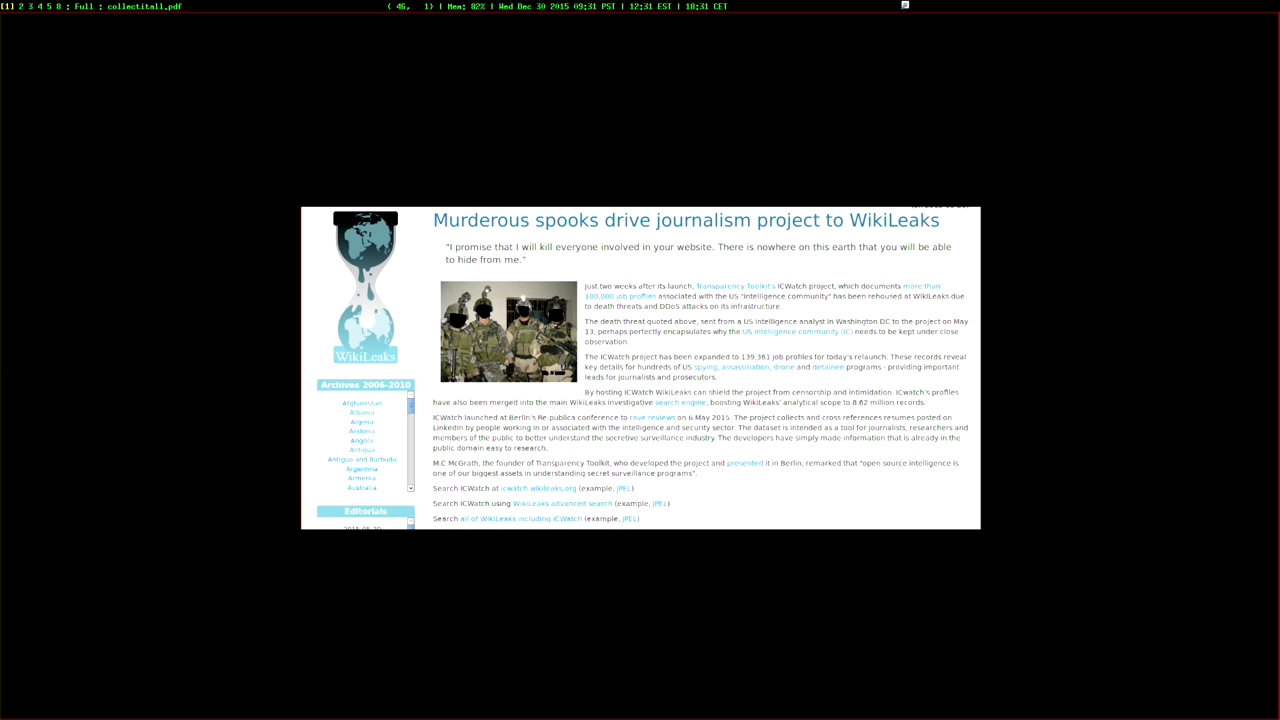 [1] 2 3 4 5 8 : Full : collectitall.pdf
( 46, 1) | Mem: 82% | Wed Dec 30 2015 09:31 PST | 12:31 EST | 18:31 CET
Murderous spooks drive journalism project to WikiLeaks
"I promise that I will kill everyone involved in your website. There is nowhere on this earth that you will be able
to hide from me."
Just two weeks after its launch, Transparency Toolkit's ICWatch project, which documents more than
100,000 job profiles associated with the US "intelligence community" has been rehoused at WikiLeaks due
to death threats and DDoS attacks on its infrastructure.
The death threat quoted above, sent from a US intelligence analyst in Washington DC to the project on May
13, perhaps perfectly encapsulates why the US intelligence community (IC) needs to be kept under close
observation.
The ICWatch project has been expanded to 139,361 job profiles for today's relaunch. These records reveal
key details for hundreds of US spying, assassination, drone and detainee programs - providing important
leads for journalists and prosecutors.
By hosting ICWatch WikiLeaks can shield the project from censorship and intimidation. ICWatch's profiles
have also been merged into the main WikiLeaks investigative search engine, boosting WikiLeaks' analytical scope to 8.62 million records.
ICWatch launched at Berlin's Re:publica conference to rave reviews on 6 May 2015. The project collects and cross references resumes posted on
LinkedIn by people working in or associated with the intelligence and security sector. The dataset is intended as a tool for journalists, researchers and
members of the public to better understand the secretive surveillance industry. The developers have simply made information that is already in the
public domain easy to research.
M.C McGrath, the founder of Transparency Toolkit, who developed the project and presented it in Berlin, remarked that "open source intelligence is
one of our biggest assets in understanding secret surveillance programs".
Search ICWatch at icwatch.wikileaks.org (example, JPEL)
Search ICWatch using WikiLeaks advanced search (example, JPEL)
Search all of WikiLeaks including ICWatch (example, JPEL)
WikiLeaks
Archives 2006-2010
Afghanistan
Albania
Algeria
Andorra
Angola
Antigua
Antigua and Barbuda
Argentina
Armenia
Australia
Editorials